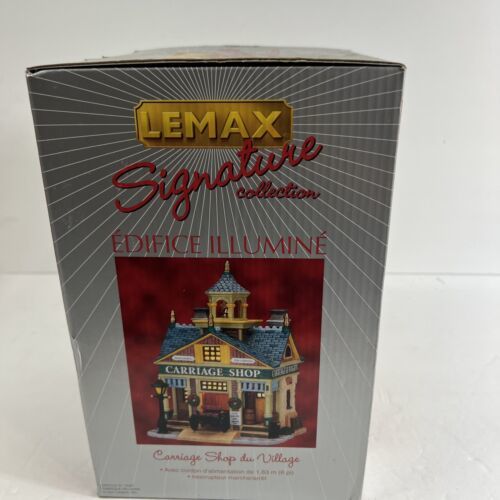 LEMAX
Signature
collection
ÉDIFICE ILLUMINÉ
CARRIAGE SHOP
Carriage Shop du Village
• Avec cordon d'alimentation de 1,83 m (6 pi)
• Interrupteur marche/arrêt